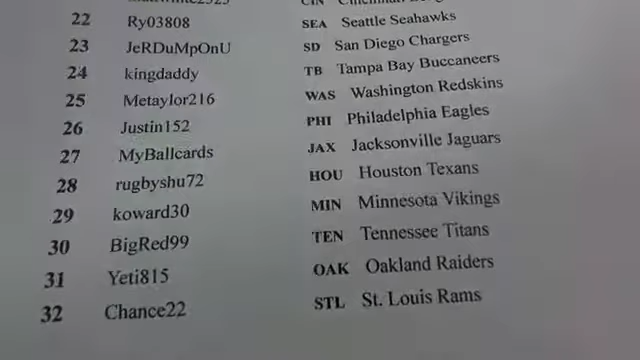 CIN
22 Ry03808 SEA Seattle Seahawks
23 JeRDuMpOnU SD San Diego Chargers
24 kingdaddy TB Tampa Bay Buccaneers
25 Metaylor216 WAS Washington Redskins
26 Justin152 PHI Philadelphia Eagles
27 MyBallcards JAX Jacksonville Jaguars
28 rugbyshu72 HOU Houston Texans
29 koward30 MIN Minnesota Vikings
30 BigRed99 TEN Tennessee Titans
31 Yeti815 OAK Oakland Raiders
32 Chance22 STL St. Louis Rams